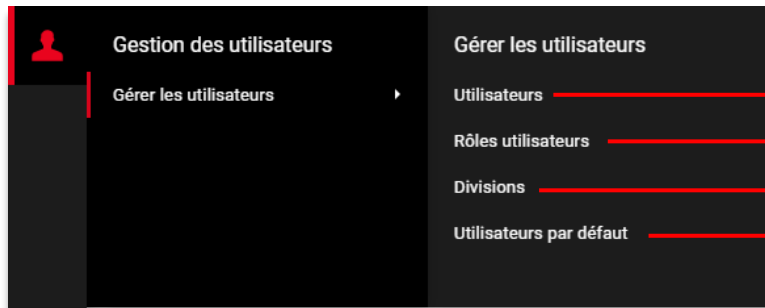 Gestion des utilisateurs
Gérer les utilisateurs
Gérer les utilisateurs
Utilisateurs
Rôles utilisateurs
Divisions
Utilisateurs par défaut